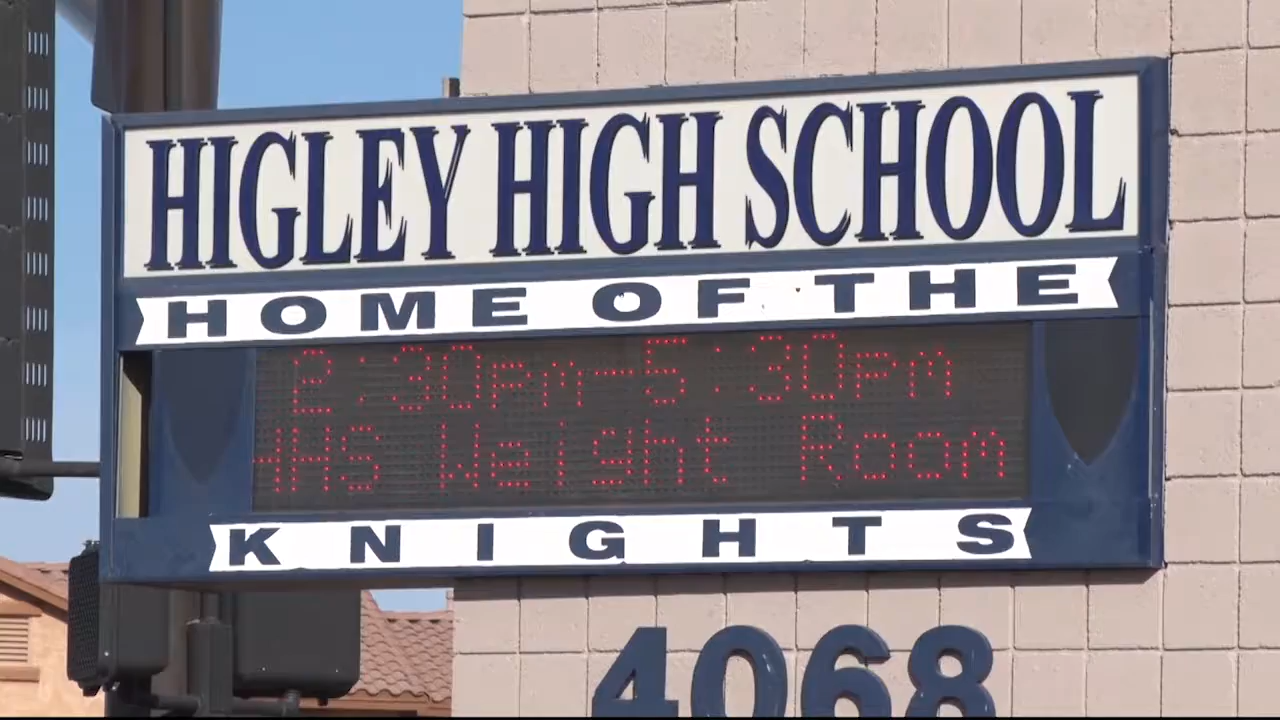 HIGLEY HIGH SCHOOL
HOME OF THE
2:30pm-5:30pm
HHS Weight Room
KNIGHTS
4068